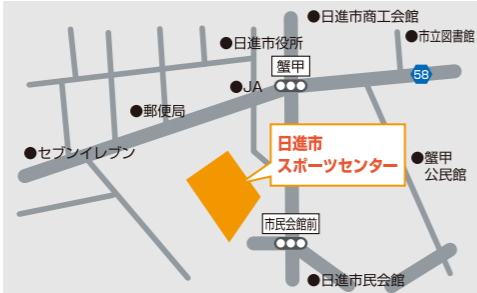 ●日進市商工会館
●日進市役所
●市立図書館
蟹甲
58
●JA
●郵便局
●セブンイレブン
日進市
スポーツセンター
●蟹甲
公民館
市民会館前
●日進市民会館